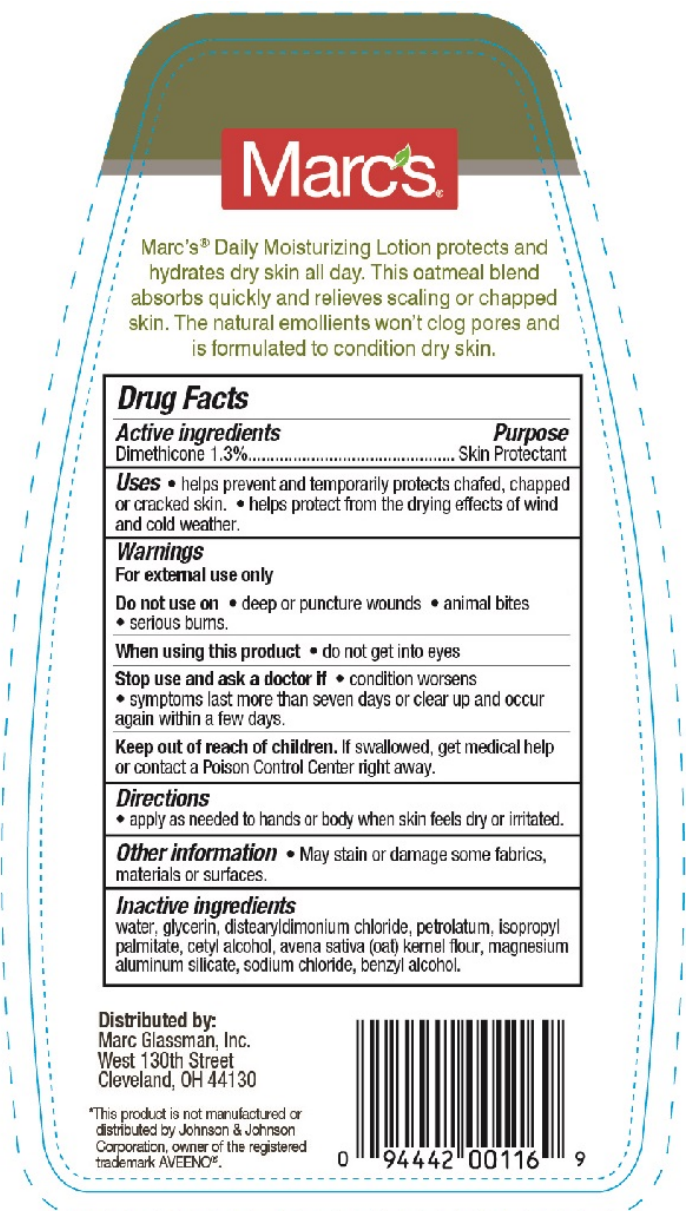 Marc's®
Marc's® Daily Moisturizing Lotion protects and
hydrates dry skin all day. This oatmeal blend
absorbs quickly and relieves scaling or chapped
skin. The natural emollients won't clog pores and
is formulated to condition dry skin.
Drug Facts
Active ingredients Purpose
Dimethicone 1.3%.............................................. Skin Protectant
Uses • helps prevent and temporarily protects chafed, chapped
or cracked skin. • helps protect from the drying effects of wind
and cold weather.
Warnings
For external use only
Do not use on • deep or puncture wounds • animal bites
• serious burns.
When using this product • do not get into eyes
Stop use and ask a doctor if • condition worsens
• symptoms last more than seven days or clear up and occur
again within a few days.
Keep out of reach of children. If swallowed, get medical help
or contact a Poison Control Center right away.
Directions
• apply as needed to hands or body when skin feels dry or irritated.
Other information • May stain or damage some fabrics,
materials or surfaces.
Inactive ingredients
water, glycerin, distearyldimonium chloride, petrolatum, isopropyl
palmitate, cetyl alcohol, avena sativa (oat) kernel flour, magnesium
aluminum silicate, sodium chloride, benzyl alcohol.
Distributed by:
Marc Glassman, Inc.
West 130th Street
Cleveland, OH 44130
*This product is not manufactured or
distributed by Johnson & Johnson
Corporation, owner of the registered
trademark AVEENO®.
0 94442 00116 9